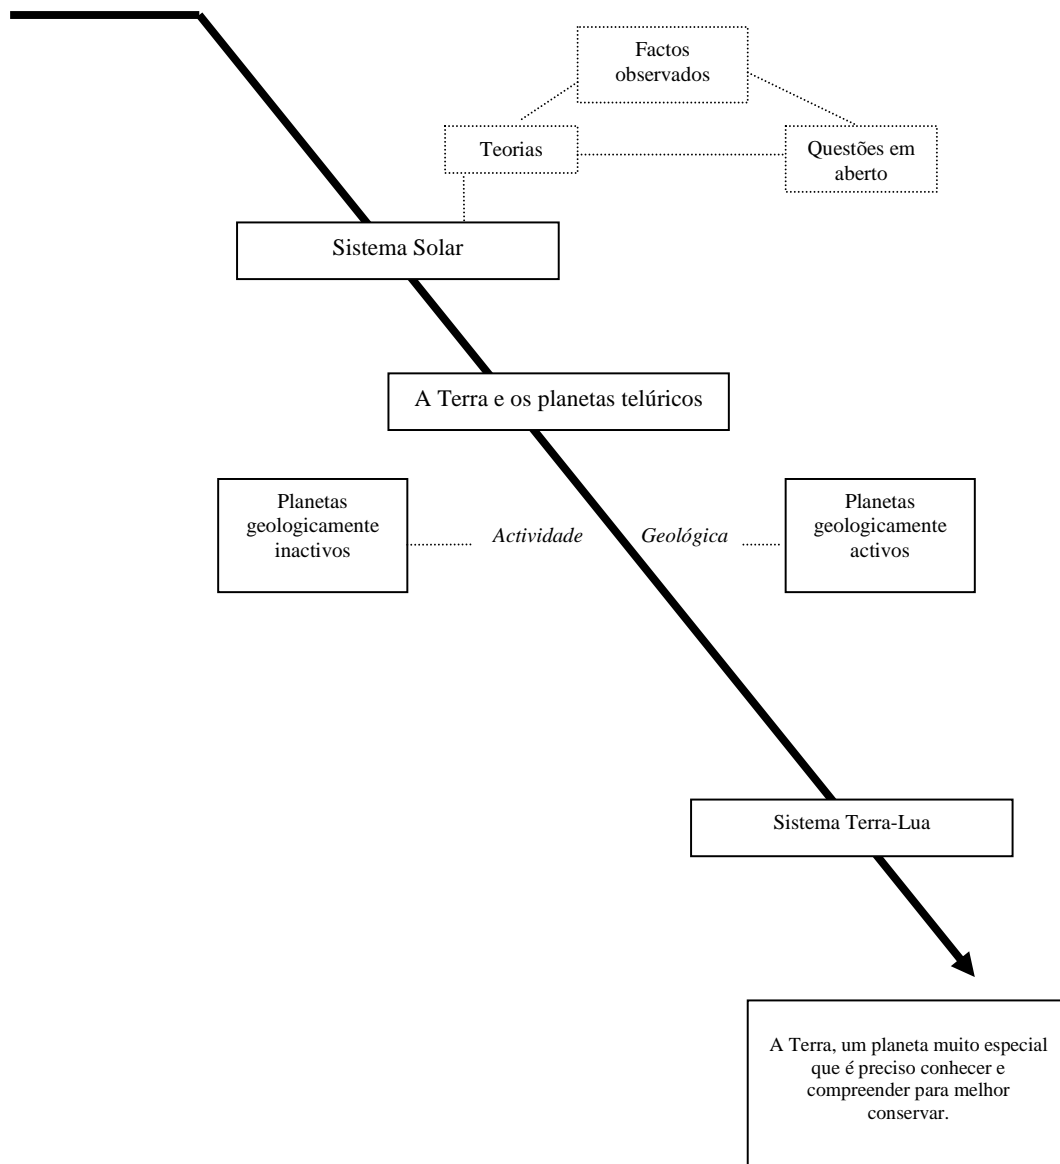 Factos
observados
Teorias
Questões em
aberto
Sistema Solar
A Terra e os planetas telúricos
Planetas
geologicamente
inactivos
Actividade
Geológica
Planetas
geologicamente
activos
Sistema Terra-Lua
A Terra, um planeta muito especial
que é preciso conhecer e
compreender para melhor
conservar.